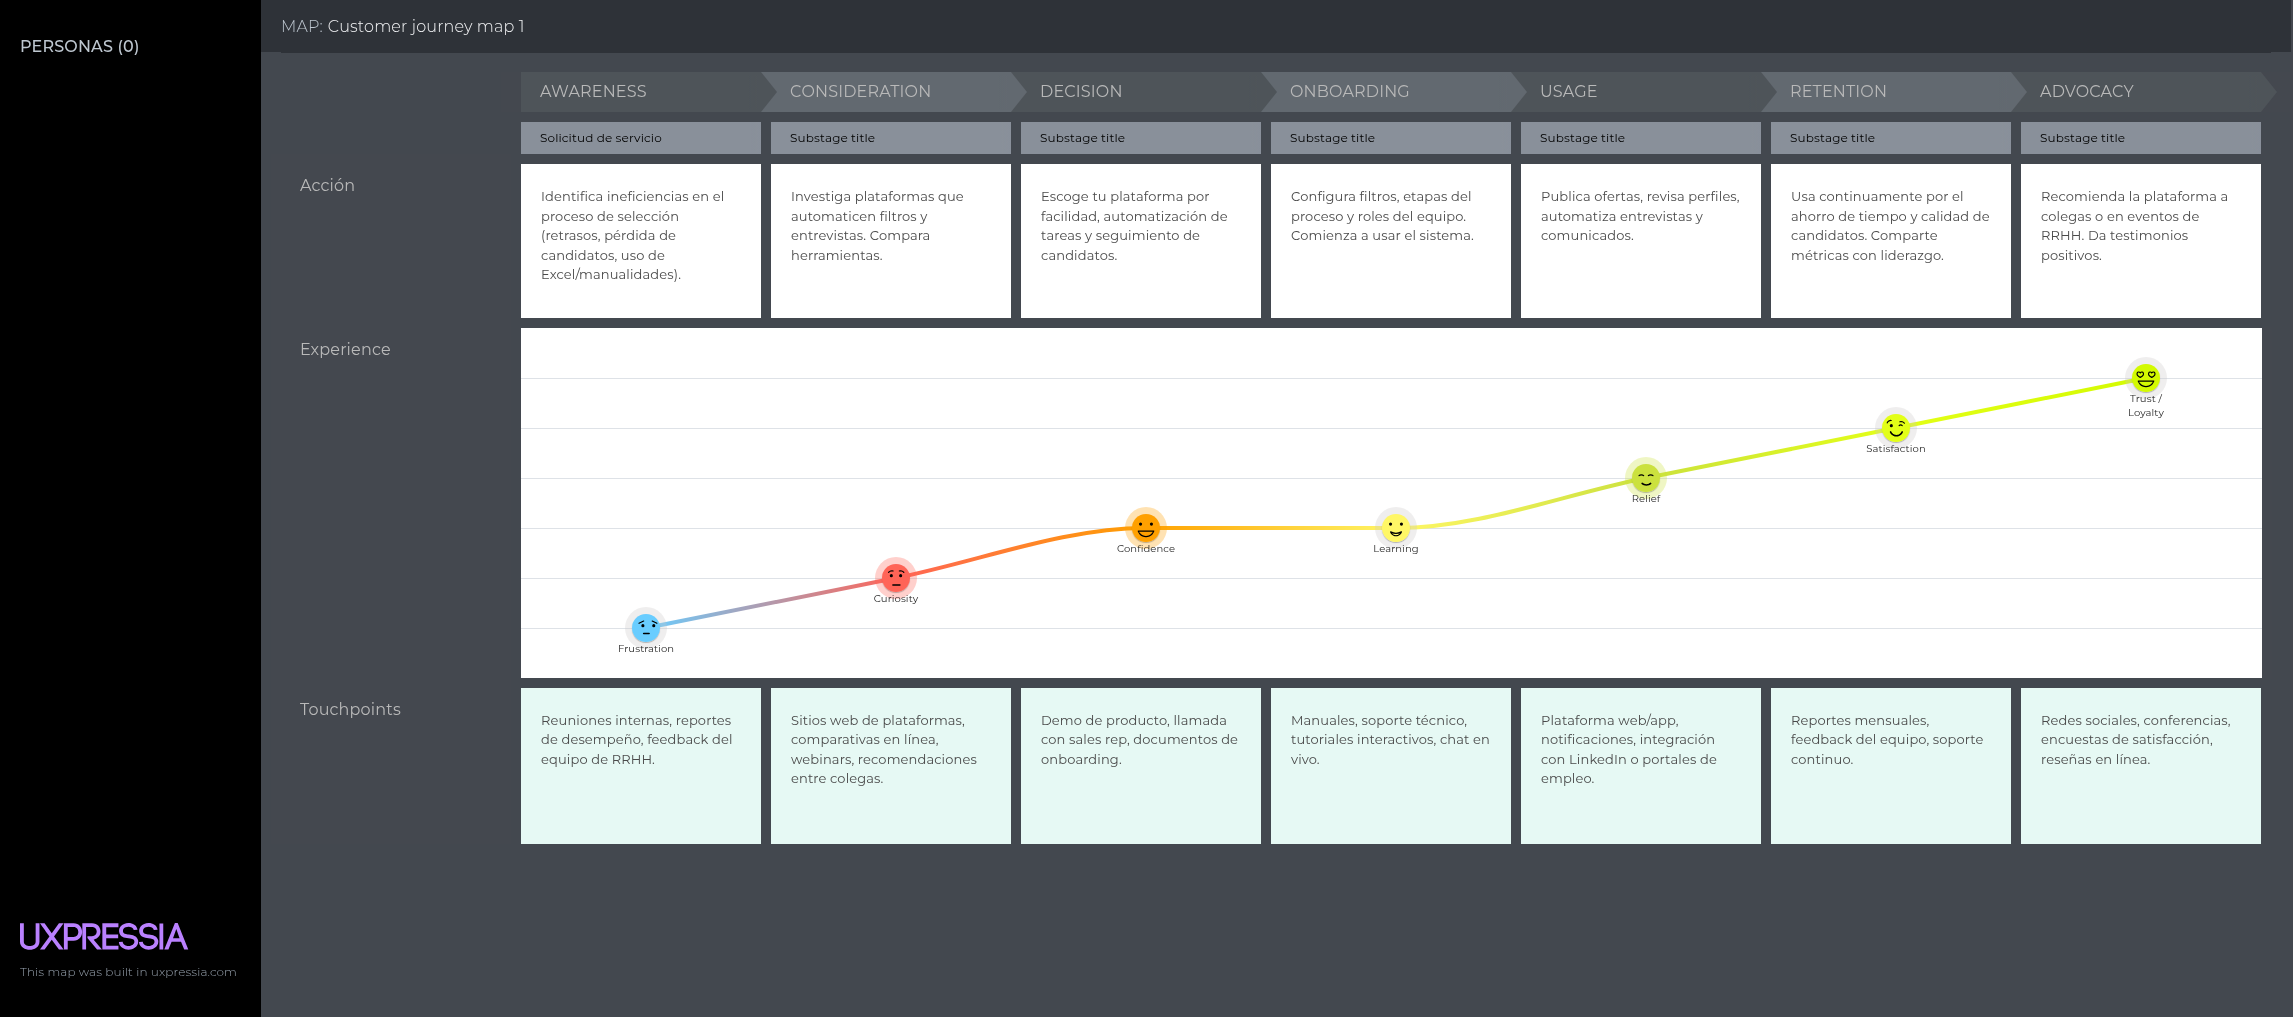 PERSONAS (0)
MAP: Customer journey map 1
AWARENESS
CONSIDERATION
DECISION
ONBOARDING
USAGE
RETENTION
ADVOCACY
Solicitud de servicio
Substage title
Substage title
Substage title
Substage title
Substage title
Substage title
Acción
Identifica ineficiencias en el
proceso de selección
(retrasos, pérdida de
candidatos, uso de
Excel/manualidades).
Investiga plataformas que
automaticen filtros y
entrevistas. Compara
herramientas.
Escoge tu plataforma por
facilidad, automatización de
tareas y seguimiento de
candidatos.
Configura filtros, etapas del
proceso y roles del equipo.
Comienza a usar el sistema.
Publica ofertas, revisa perfiles,
automatiza entrevistas y
comunicados.
Usa continuamente por el
ahorro de tiempo y calidad de
candidatos. Comparte
métricas con liderazgo.
Recomienda la plataforma a
colegas o en eventos de
RRHH. Da testimonios
positivos.
Experience
Frustration
Curiosity
Confidence
Learning
Relief
Satisfaction
Trust /
Loyalty
Touchpoints
Reuniones internas, reportes
de desempeño, feedback del
equipo de RRHH.
Sitios web de plataformas,
comparativas en línea,
webinars, recomendaciones
entre colegas.
Demo de producto, llamada
con sales rep, documentos de
onboarding.
Manuales, soporte técnico,
tutoriales interactivos, chat en
vivo.
Plataforma web/app,
notificaciones, integración
con LinkedIn o portales de
empleo.
Reportes mensuales,
feedback del equipo, soporte
continuo.
Redes sociales, conferencias,
encuestas de satisfacción,
reseñas en línea.
UXPRESSIA
This map was built in uxpressia.com